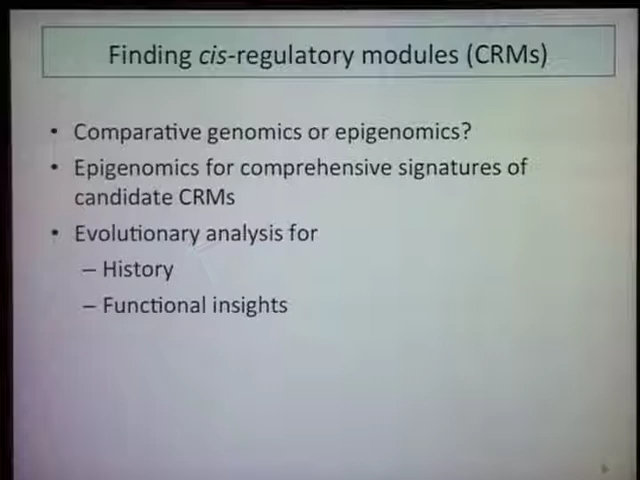 Finding cis-regulatory modules (CRMs)
• Comparative genomics or epigenomics?
• Epigenomics for comprehensive signatures of
candidate CRMs
• Evolutionary analysis for
– History
– Functional insights